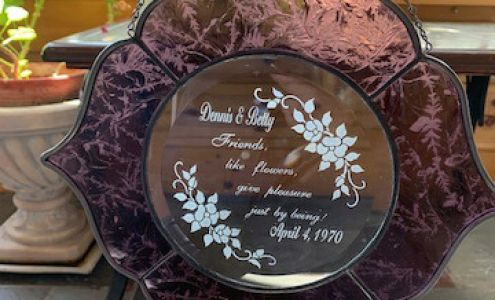 Dennis & Betty
Friends,
like flowers,
give pleasure
just by being!
April 4, 1970